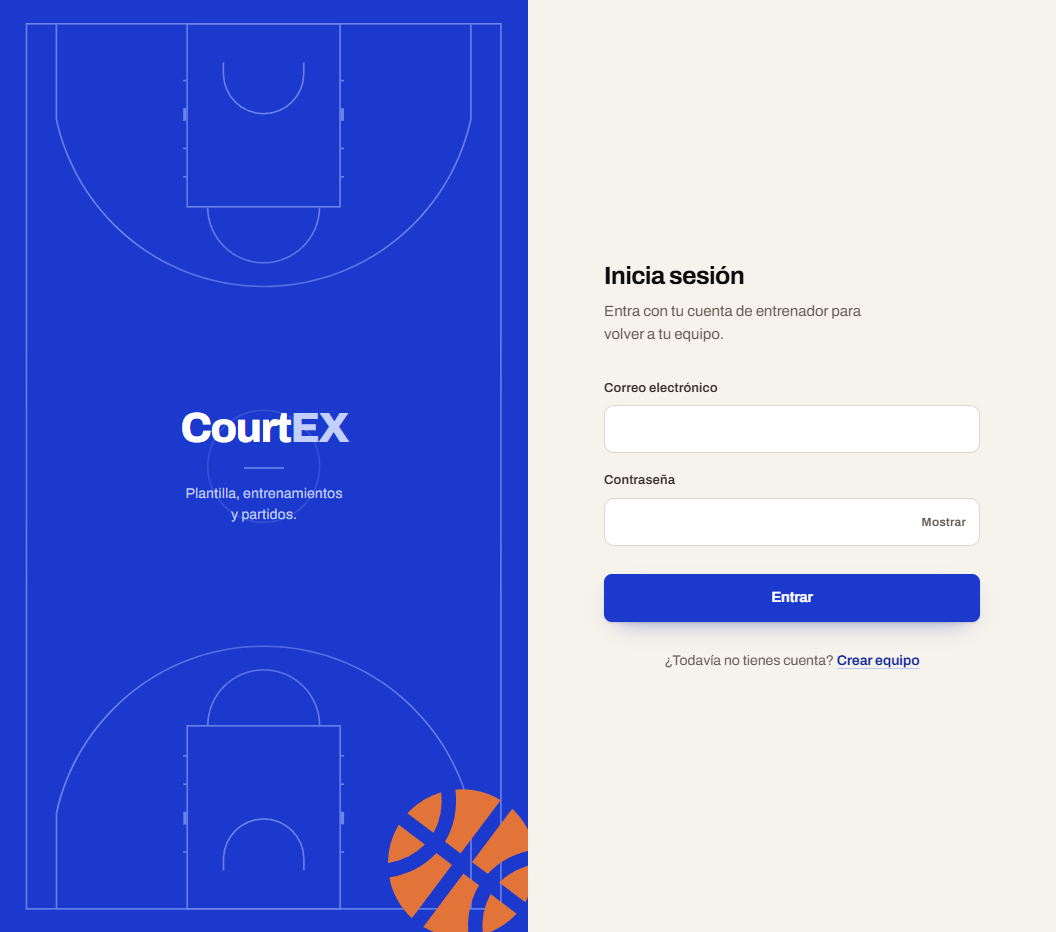 CourtEX
Plantilla, entrenamientos
y partidos.
Inicia sesión
Entra con tu cuenta de entrenador para
volver a tu equipo.
Correo electrónico
Contraseña
Mostrar
Entrar
¿Todavía no tienes cuenta? Crear equipo